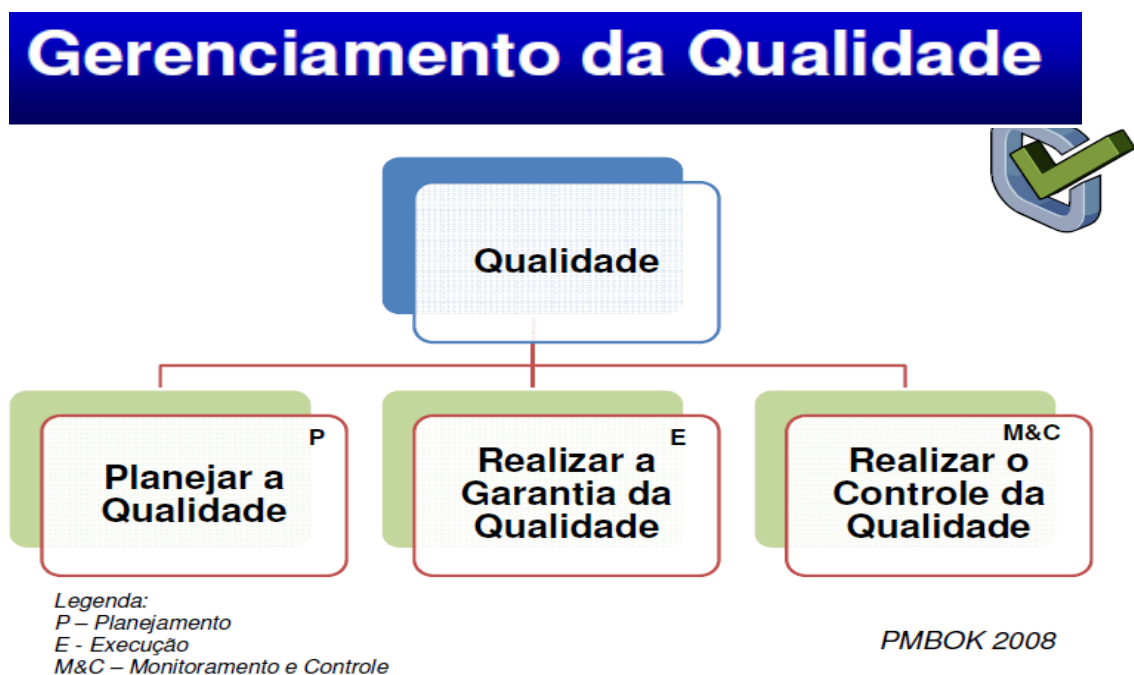 Gerenciamento da Qualidade
Qualidade
P
Planejar a
Qualidade
E
Realizar a
Garantia da
Qualidade
M&C
Realizar o
Controle da
Qualidade
Legenda:
P – Planejamento
E - Execução
M&C – Monitoramento e Controle
PMBOK 2008